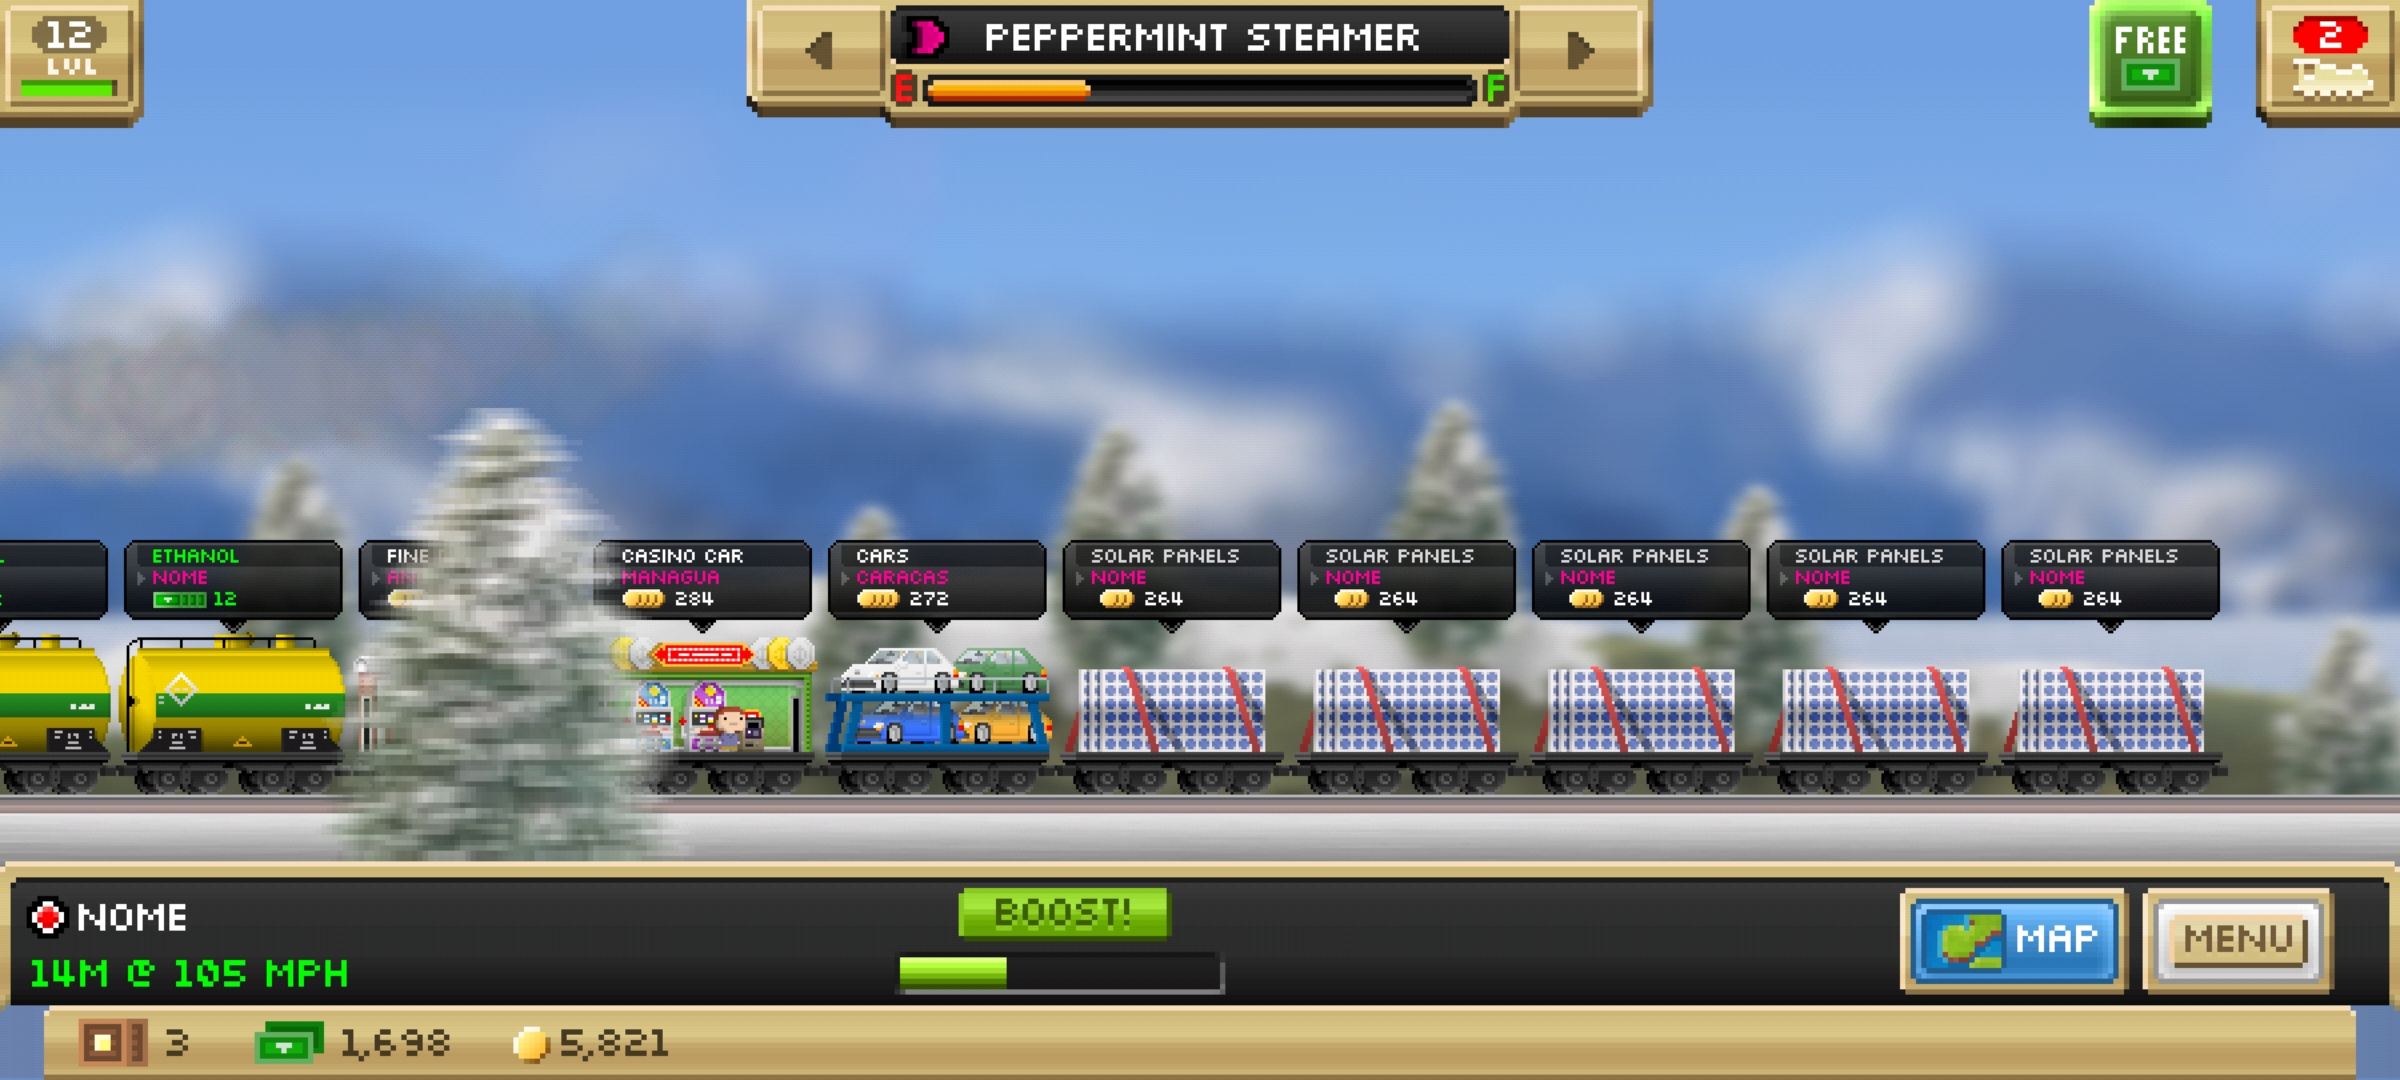 12
LVL
PEPPERMINT STEAMER
E
F
FREE
2
ETHANOL
NOME
12
FINE
CASINO CAR
MANAGUA
284
CARS
CARACAS
272
SOLAR PANELS
NOME
264
SOLAR PANELS
NOME
264
SOLAR PANELS
NOME
264
SOLAR PANELS
NOME
264
SOLAR PANELS
NOME
264
NOME
14M @ 105 MPH
BOOST!
MAP
MENU
3
1,698
5,821